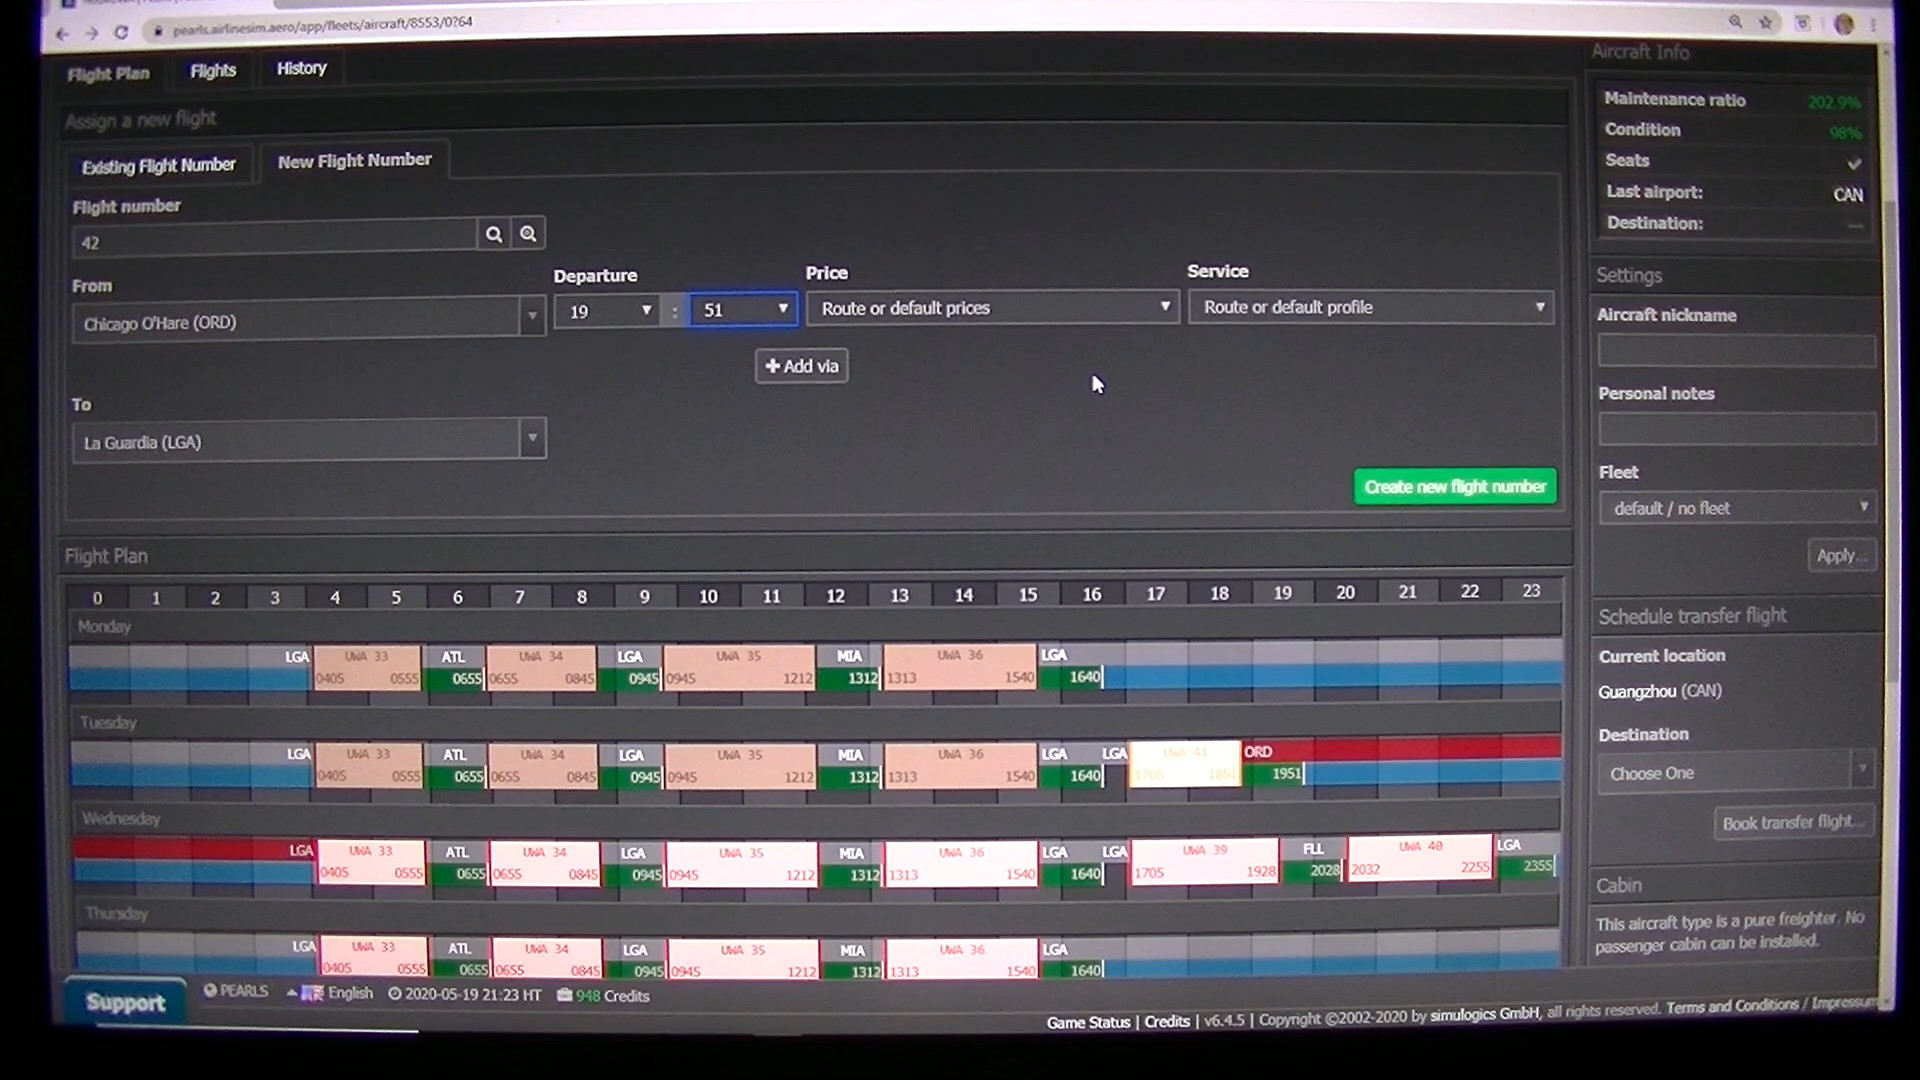 pearls.airlinesim.aero/app/fleets/aircraft/8553/0?64
Flight Plan
Flights
History
Assign a new flight
Existing Flight Number
New Flight Number
Flight number
42
From
Departure
Price
Service
Chicago O'Hare (ORD)
19 : 51
Route or default prices
Route or default profile
Add via
To
La Guardia (LGA)
Create new flight number
Flight Plan
0 1 2 3 4 5 6 7 8 9 10 11 12 13 14 15 16 17 18 19 20 21 22 23
Monday
LGA UWA 33 ATL UWA 34 LGA UWA 35 MIA UWA 36 LGA
0405 0555 0655 0655 0845 0945 0945 1212 1312 1313 1540 1640
Tuesday
LGA UWA 33 ATL UWA 34 LGA UWA 35 MIA UWA 36 LGA LGA UWA 41 ORD
0405 0555 0655 0655 0845 0945 0945 1212 1312 1313 1540 1640 1705 1851 1951
Wednesday
LGA UWA 33 ATL UWA 34 LGA UWA 35 MIA UWA 36 LGA LGA UWA 39 FLL UWA 40 LGA
0405 0555 0655 0655 0845 0945 0945 1212 1312 1313 1540 1640 1705 1928 2028 2032 2255 2355
Thursday
LGA UWA 33 ATL UWA 34 LGA UWA 35 MIA UWA 36 LGA
0405 0555 0655 0655 0845 0945 0945 1212 1312 1313 1540 1640
Aircraft Info
Maintenance ratio 202.9%
Condition 98%
Seats
Last airport: CAN
Destination: —
Settings
Aircraft nickname
Personal notes
Fleet
default / no fleet
Apply...
Schedule transfer flight
Current location
Guangzhou (CAN)
Destination
Choose One
Book transfer flight...
Cabin
This aircraft type is a pure freighter. No
passenger cabin can be installed.
Support
PEARLS English 2020-05-19 21:23 HT 948 Credits
Game Status | Credits | v6.4.5 | Copyright ©2002-2020 by simulogics GmbH, all rights reserved. Terms and Conditions / Impressum